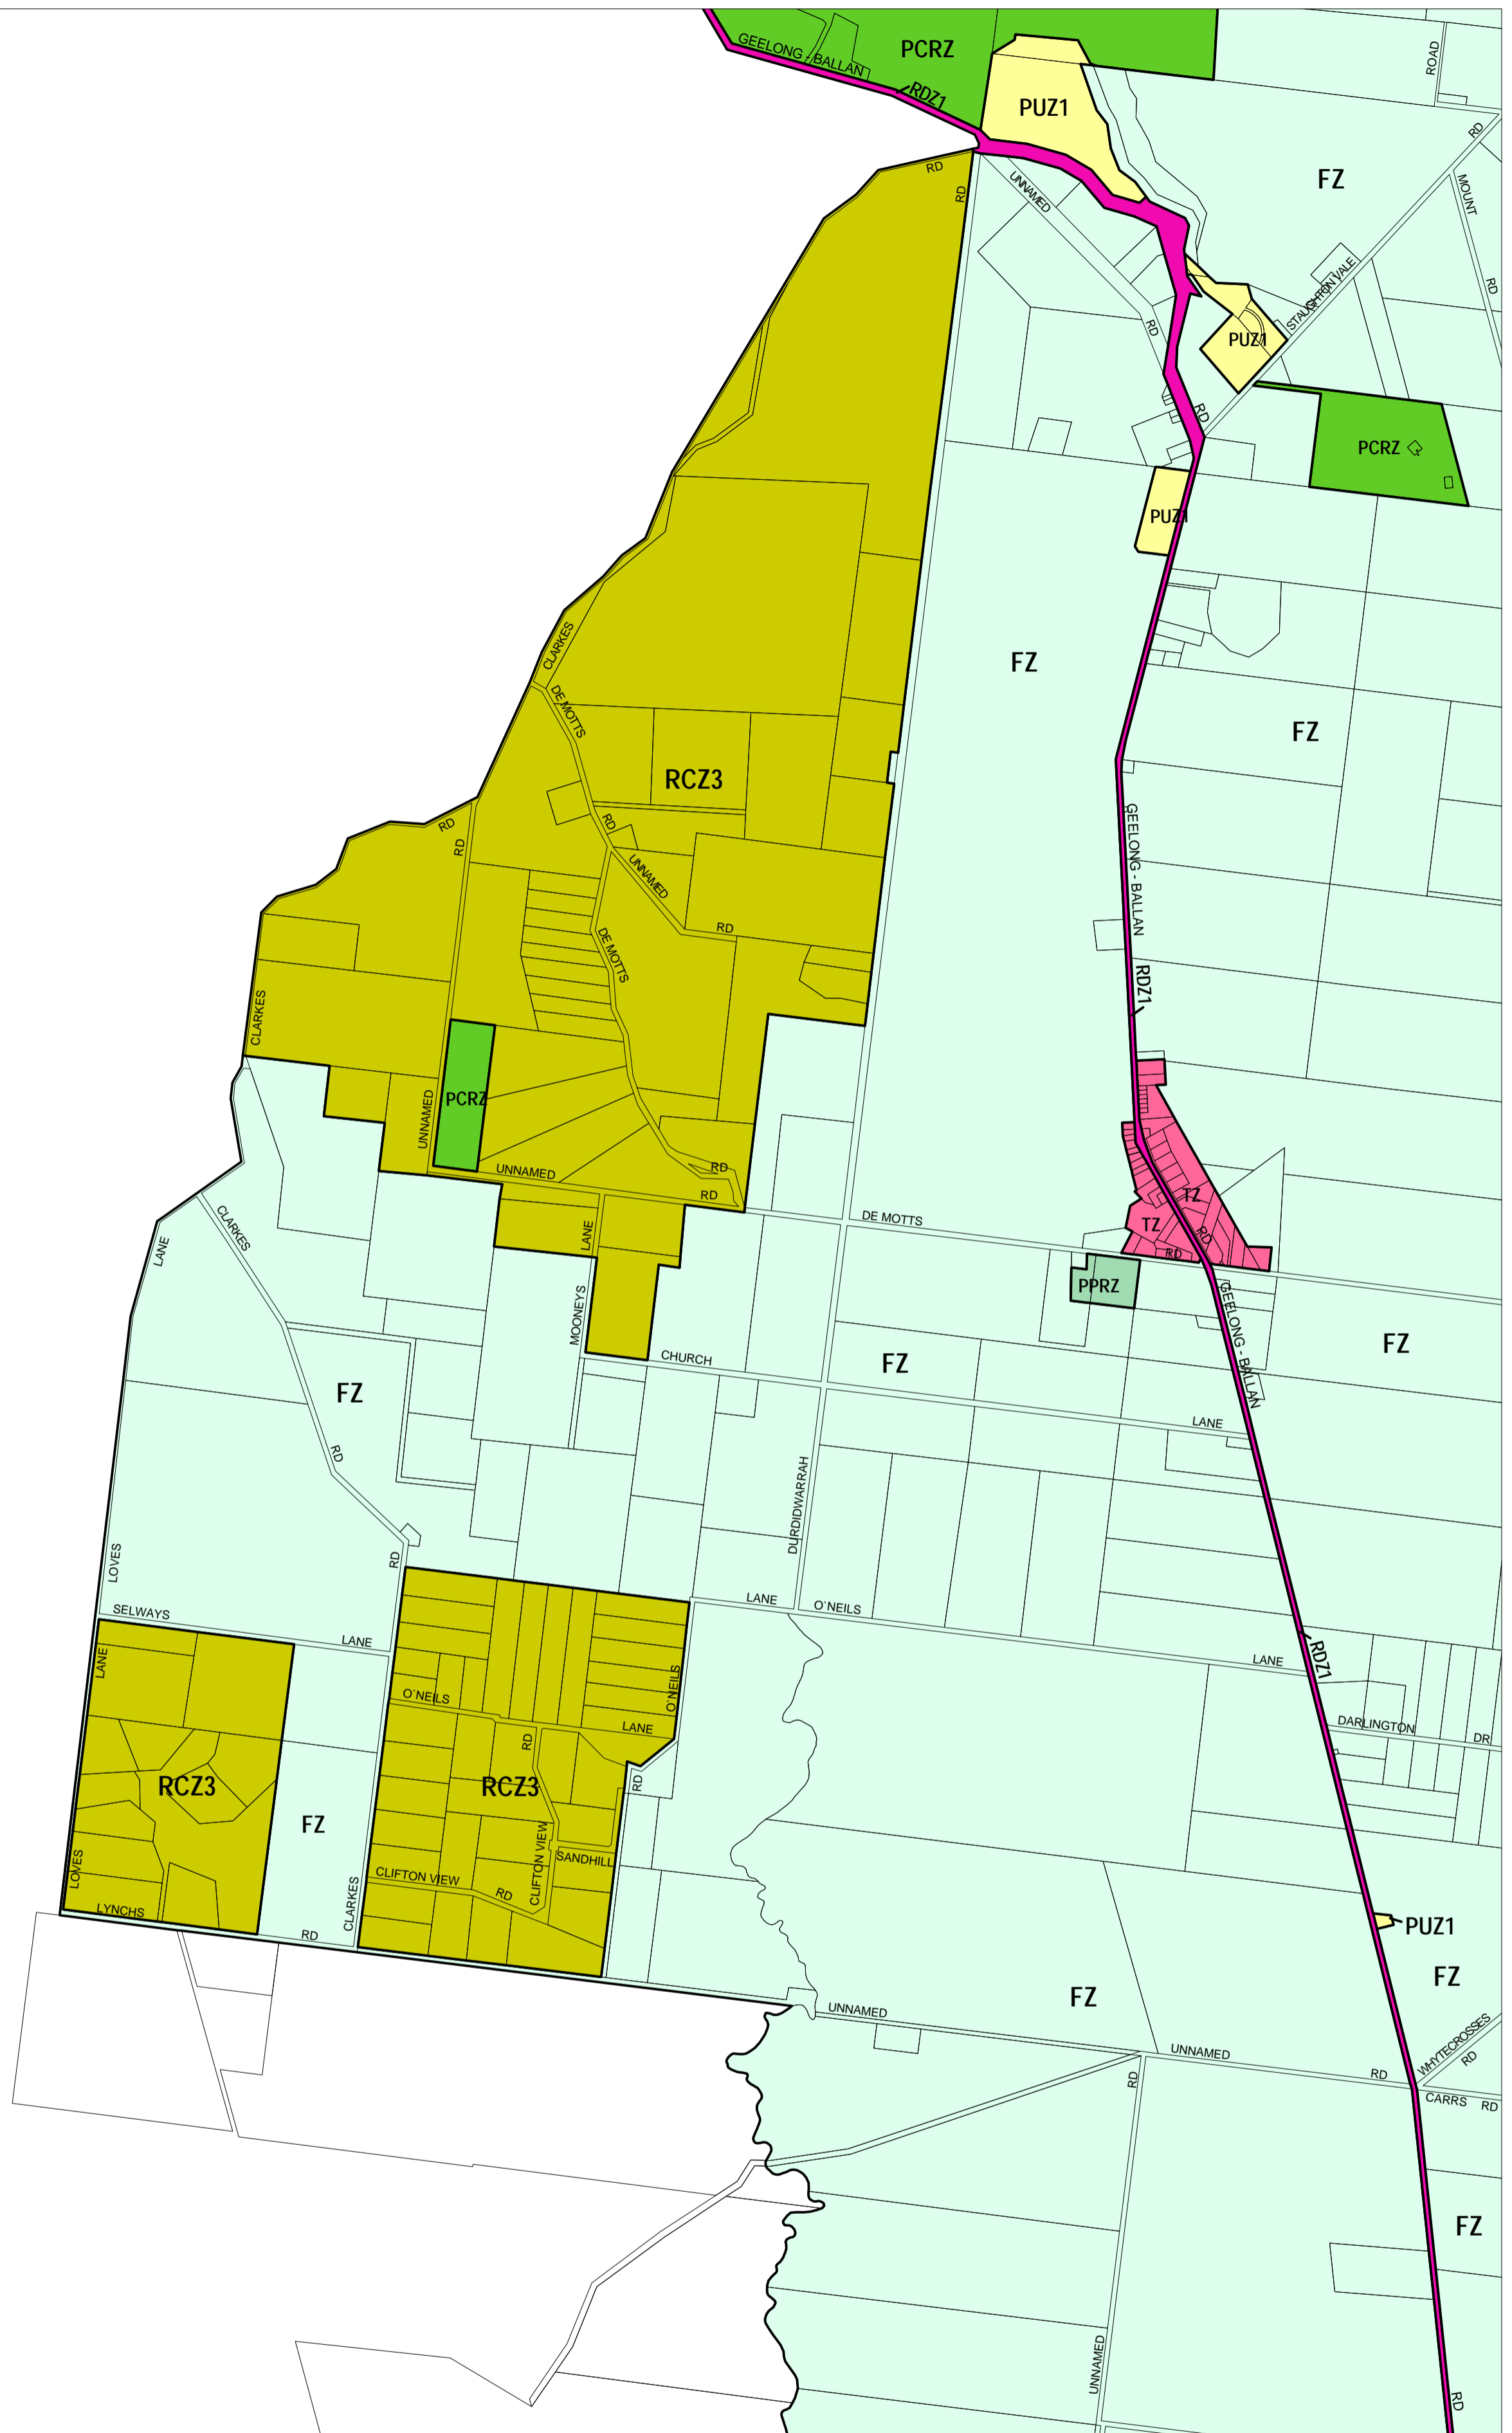 GEELONG - BALLAN
PCRZ
RDZ1
PUZ1
ROAD
RD
FZ
MOUNT
RD
RD
RD
UNNAMED
RD
STAUGHTON VALE
PUZ1
RD
PCRZ
PUZ1
CLARKES
FZ
DE MOTTS
FZ
RCZ3
RD
RD
RD
UNNAMED
GEELONG - BALLAN
RD
DE MOTTS
CLARKES
RDZ1
PCRZ
UNNAMED
UNNAMED
RD
RD
TZ
TZ
RD
RD
DE MOTTS
CLARKES
LANE
LANE
PPRZ
MOONEYS
GEELONG - BALLAN
FZ
CHURCH
FZ
FZ
LANE
RD
DURDIDWARRAH
LOVES
RD
SELWAYS
LANE
LANE
O`NEILS
LANE
LANE
RDZ1
O`NEILS
O`NEILS
LANE
RD
DARLINGTON
DR
RCZ3
RCZ3
RD
FZ
CLIFTON VIEW
SANDHILL
LOVES
CLIFTON VIEW
RD
CLARKES
LYNCHS
RD
PUZ1
FZ
FZ
UNNAMED
WHYTECROSSES
RD
UNNAMED
RD
RD
CARRS RD
FZ
UNNAMED
RD